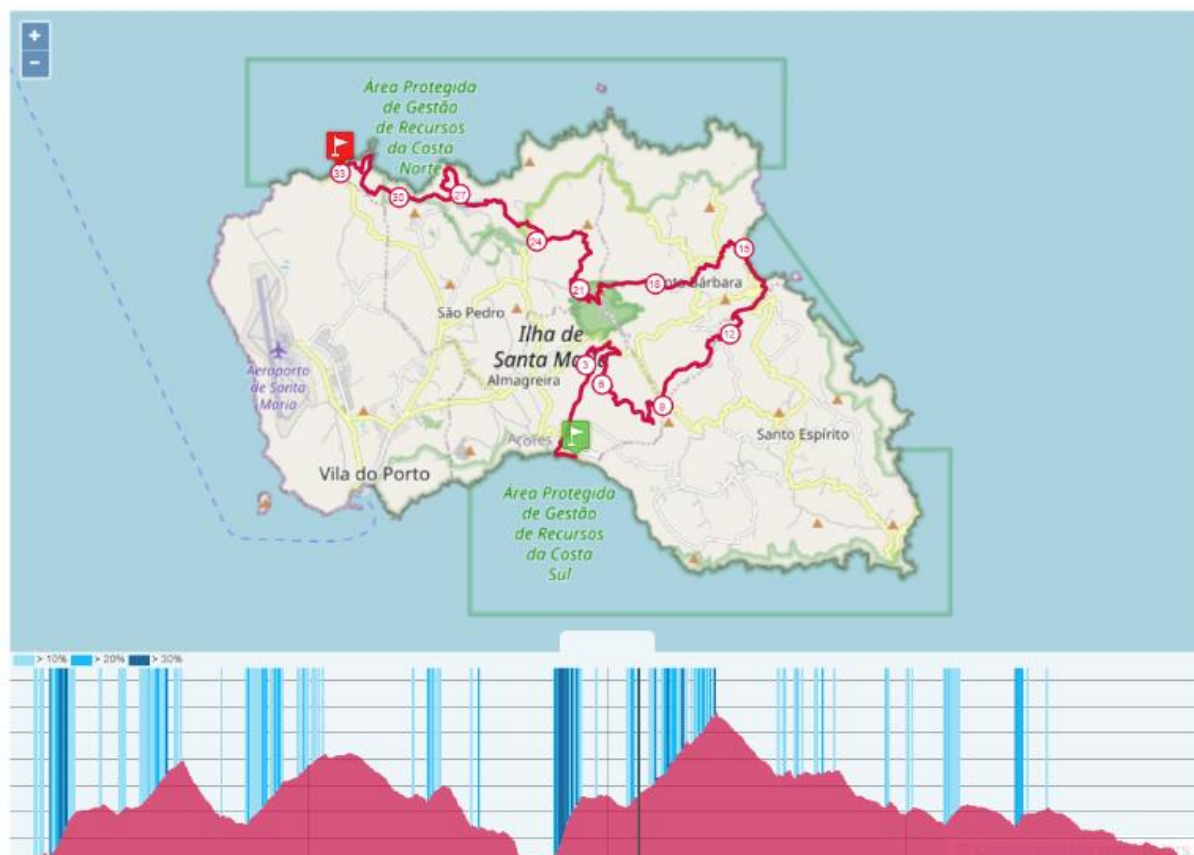 +
−
Área Protegida
de Gestão
de Recursos
da Costa
Norte
33
30
27
24
15
21
18
Bárbara
São Pedro
12
Ilha de
Santa
3
Aeroporto
de Santa
Maria
Almagreira
6
9
Açores
Santo Espírito
Vila do Porto
Área Protegida
de Gestão
de Recursos
da Costa
Sul
> 10% > 20% > 30%